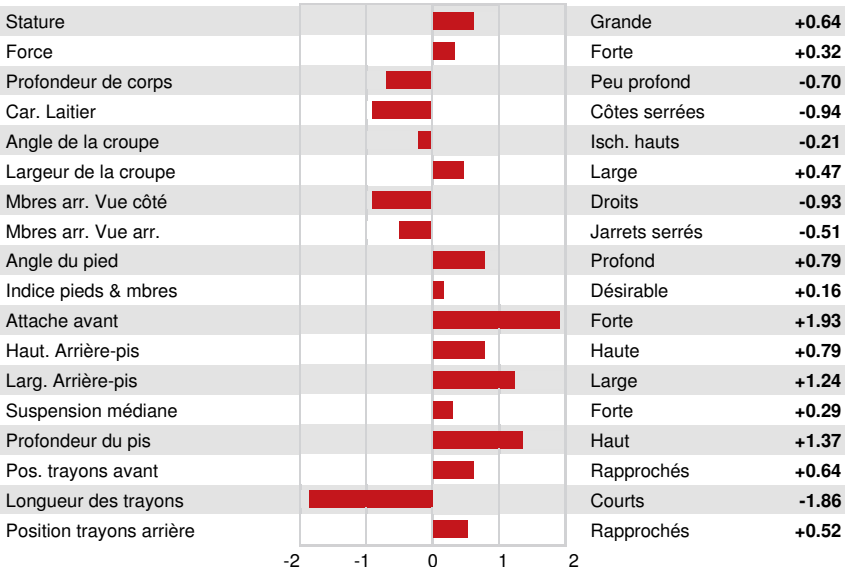 Stature Grande +0.64
Force Forte +0.32
Profondeur de corps Peu profond -0.70
Car. Laitier Côtes serrées -0.94
Angle de la croupe Isch. hauts -0.21
Largeur de la croupe Large +0.47
Mbres arr. Vue côté Droits -0.93
Mbres arr. Vue arr. Jarrets serrés -0.51
Angle du pied Profond +0.79
Indice pieds & mbres Désirable +0.16
Attache avant Forte +1.93
Haut. Arrière-pis Haute +0.79
Larg. Arrière-pis Large +1.24
Suspension médiane Forte +0.29
Profondeur du pis Haut +1.37
Pos. trayons avant Rapprochés +0.64
Longueur des trayons Courts -1.86
Position trayons arrière Rapprochés +0.52
-2 -1 0 1 2